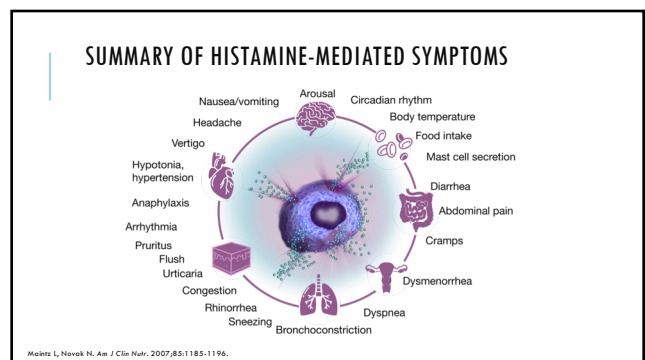 SUMMARY OF HISTAMINE-MEDIATED SYMPTOMS
Arousal
Circadian rhythm
Body temperature
Food intake
Mast cell secretion
Diarrhea
Abdominal pain
Cramps
Dysmenorrhea
Dyspnea
Bronchoconstriction
Sneezing
Rhinorrhea
Congestion
Urticaria
Flush
Pruritus
Arrhythmia
Anaphylaxis
Hypotonia,
hypertension
Vertigo
Headache
Nausea/vomiting
Maintz L, Novak N. Am J Clin Nutr. 2007;85:1185-1196.